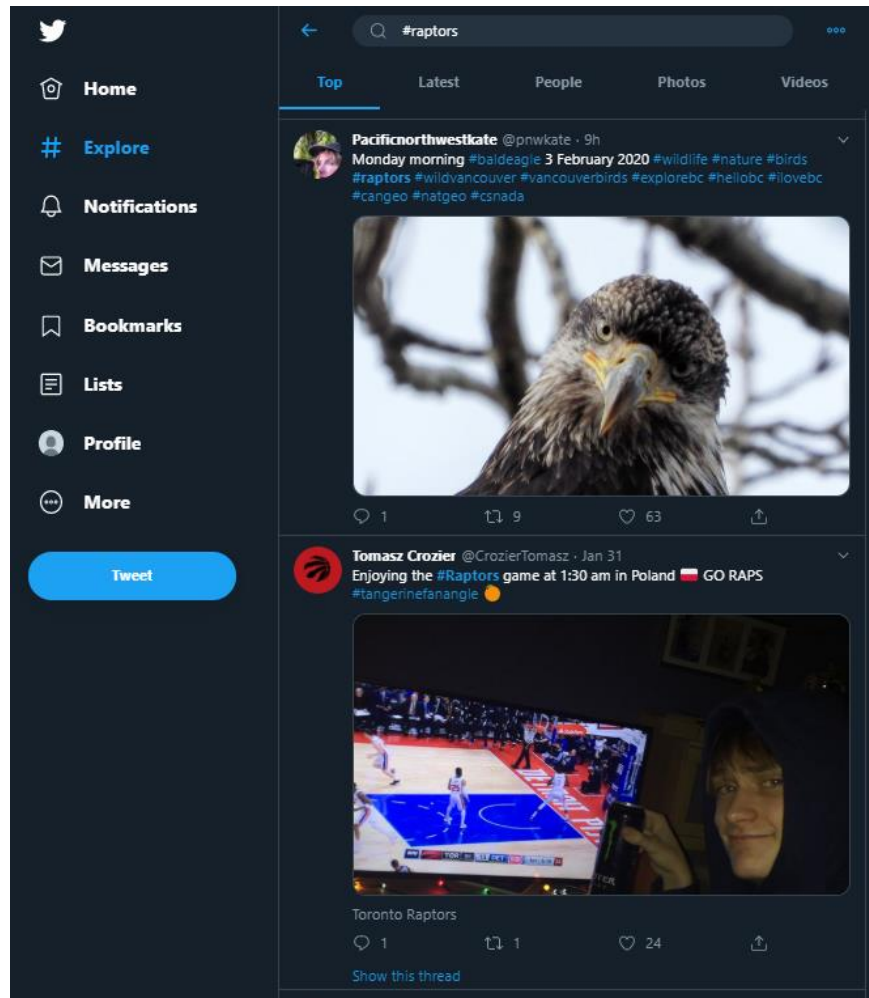 #raptors
Home
Explore
Notifications
Messages
Bookmarks
Lists
Profile
More
Tweet
Top Latest People Photos Videos
Pacificnorthwestkate @pnwkate · 9h
Monday morning #baldeagle 3 February 2020 #wildlife #nature #birds
#raptors #wildvancouver #vancouverbirds #explorebc #hellobc #ilovebc
#cangeo #natgeo #csnada
1 9 63
Tomasz Crozier @CrozierTomasz · Jan 31
Enjoying the #Raptors game at 1:30 am in Poland 🇵🇱 GO RAPS
#tangerinefanangle 🍊
DETROIT
TOR
DET
Toronto Raptors
1 1 24
Show this thread